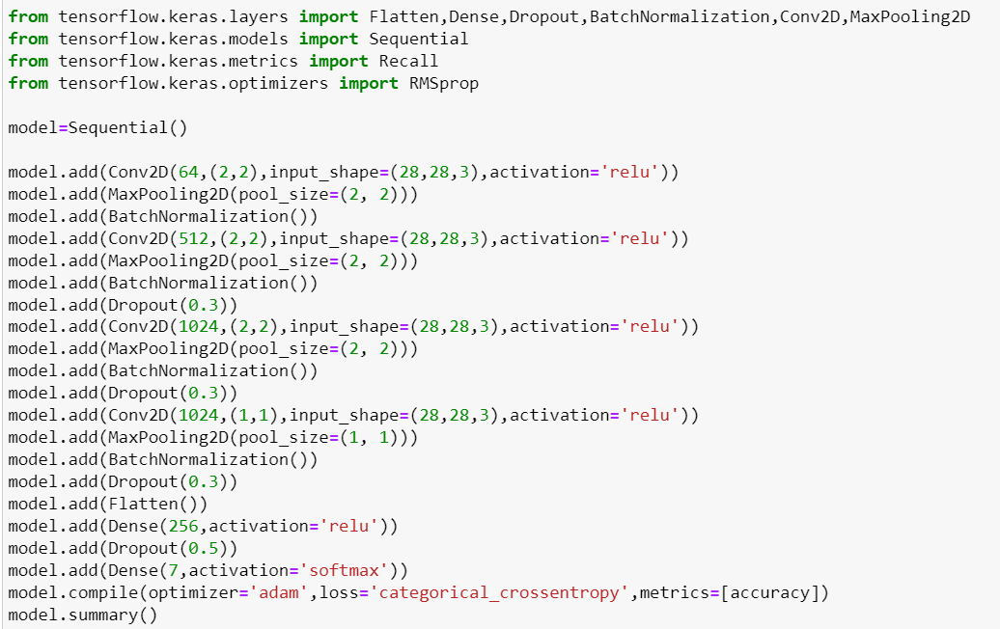 from tensorflow.keras.layers import Flatten,Dense,Dropout,BatchNormalization,Conv2D,MaxPooling2D
from tensorflow.keras.models import Sequential
from tensorflow.keras.metrics import Recall
from tensorflow.keras.optimizers import RMSprop

model=Sequential()

model.add(Conv2D(64,(2,2),input_shape=(28,28,3),activation='relu'))
model.add(MaxPooling2D(pool_size=(2, 2)))
model.add(BatchNormalization())
model.add(Conv2D(512,(2,2),input_shape=(28,28,3),activation='relu'))
model.add(MaxPooling2D(pool_size=(2, 2)))
model.add(BatchNormalization())
model.add(Dropout(0.3))
model.add(Conv2D(1024,(2,2),input_shape=(28,28,3),activation='relu'))
model.add(MaxPooling2D(pool_size=(2, 2)))
model.add(BatchNormalization())
model.add(Dropout(0.3))
model.add(Conv2D(1024,(1,1),input_shape=(28,28,3),activation='relu'))
model.add(MaxPooling2D(pool_size=(1, 1)))
model.add(BatchNormalization())
model.add(Dropout(0.3))
model.add(Flatten())
model.add(Dense(256,activation='relu'))
model.add(Dropout(0.5))
model.add(Dense(7,activation='softmax'))
model.compile(optimizer='adam',loss='categorical_crossentropy',metrics=[accuracy])
model.summary()